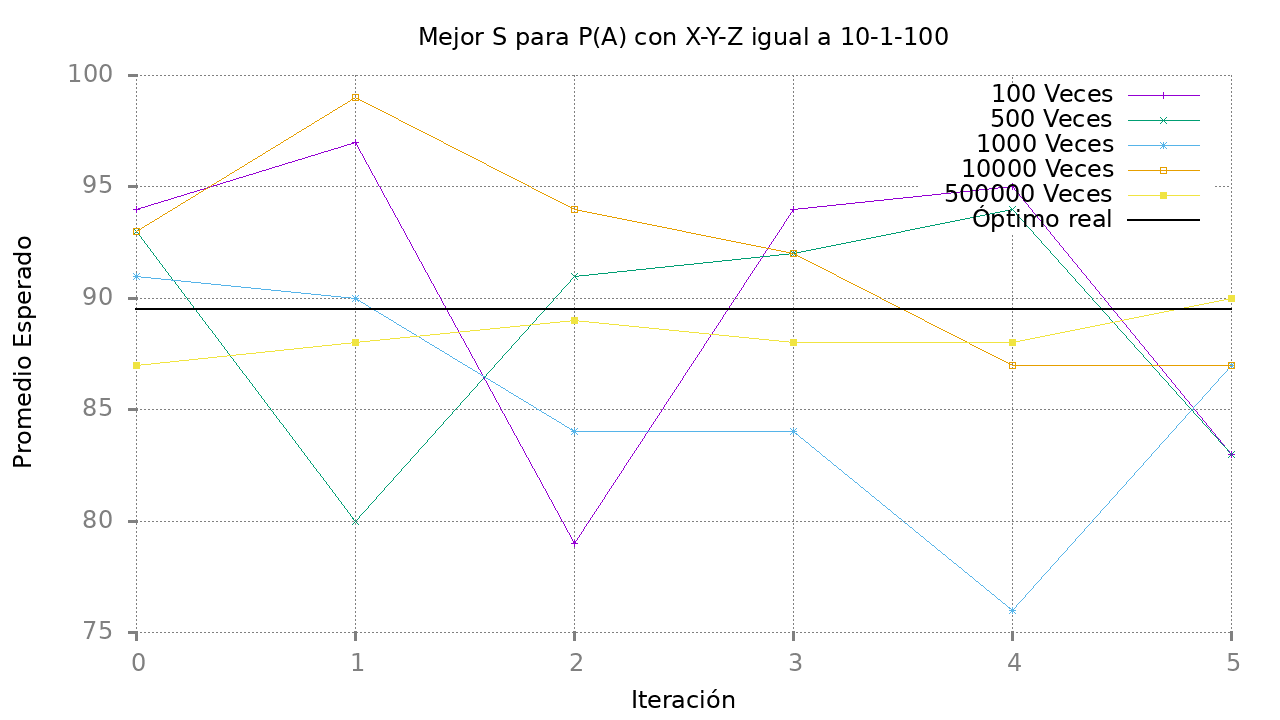 Mejor S para P(A) con X-Y-Z igual a 10-1-100
100
95
90
85
80
75
Promedio Esperado
100 Veces
500 Veces
1000 Veces
10000 Veces
500000 Veces
Óptimo real
0 1 2 3 4 5
Iteración